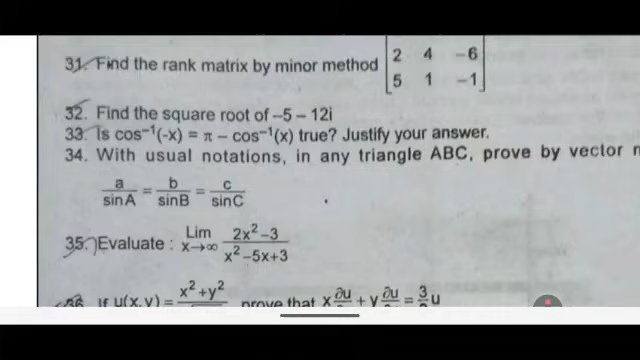 31. Find the rank matrix by minor method [2 4 -6
5 1 -1]
32. Find the square root of -5 - 12i
33. Is cos⁻¹(-x) = π - cos⁻¹(x) true? Justify your answer.
34. With usual notations, in any triangle ABC, prove by vector
a/sinA = b/sinB = c/sinC
35. Evaluate : Lim x→∞ 2x²-3 / x²-5x+3
36 If u(x,y) = x²+y² prove that x ∂u + y ∂u = 3 u